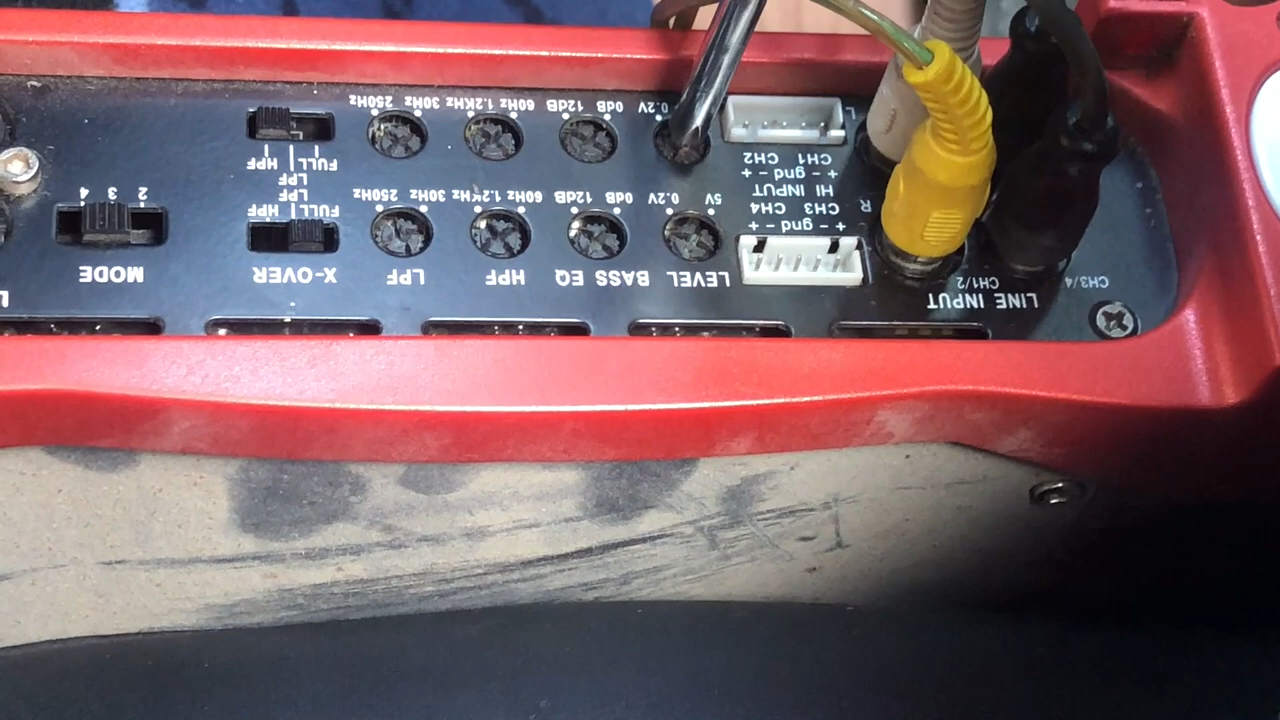 LINE INPUT
CH3/4 CH1/2
LEVEL
BASS EQ
HPF
LPF
X-OVER
MODE
+ - gnd - +
CH3 CH4
HI INPUT
+ - gnd - +
CH1 CH2
R
L
5V 0.2V
0dB 12dB
60Hz 1.2KHz
30Hz 250Hz
FULL HPF
LPF
2 3 4
LPF
FULL HPF
0.2V
0dB 12dB
60Hz 1.2KHz
30Hz 250Hz